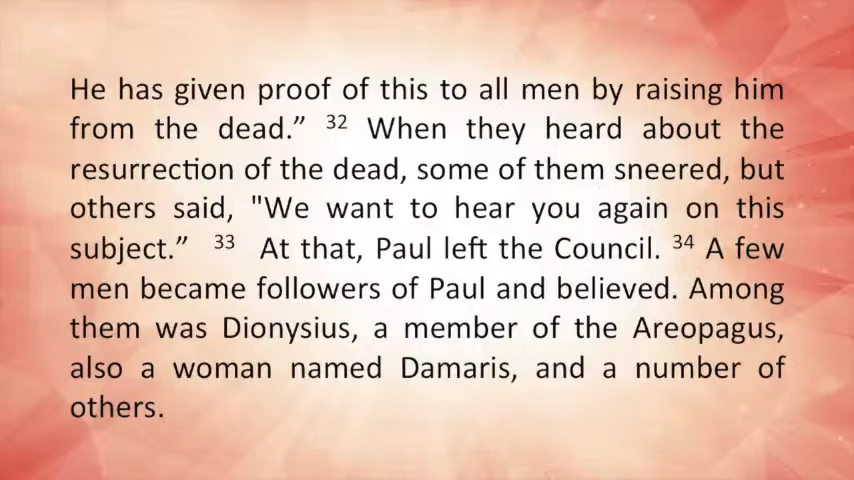 He has given proof of this to all men by raising him
from the dead.” 32 When they heard about the
resurrection of the dead, some of them sneered, but
others said, "We want to hear you again on this
subject.” 33 At that, Paul left the Council. 34 A few
men became followers of Paul and believed. Among
them was Dionysius, a member of the Areopagus,
also a woman named Damaris, and a number of
others.